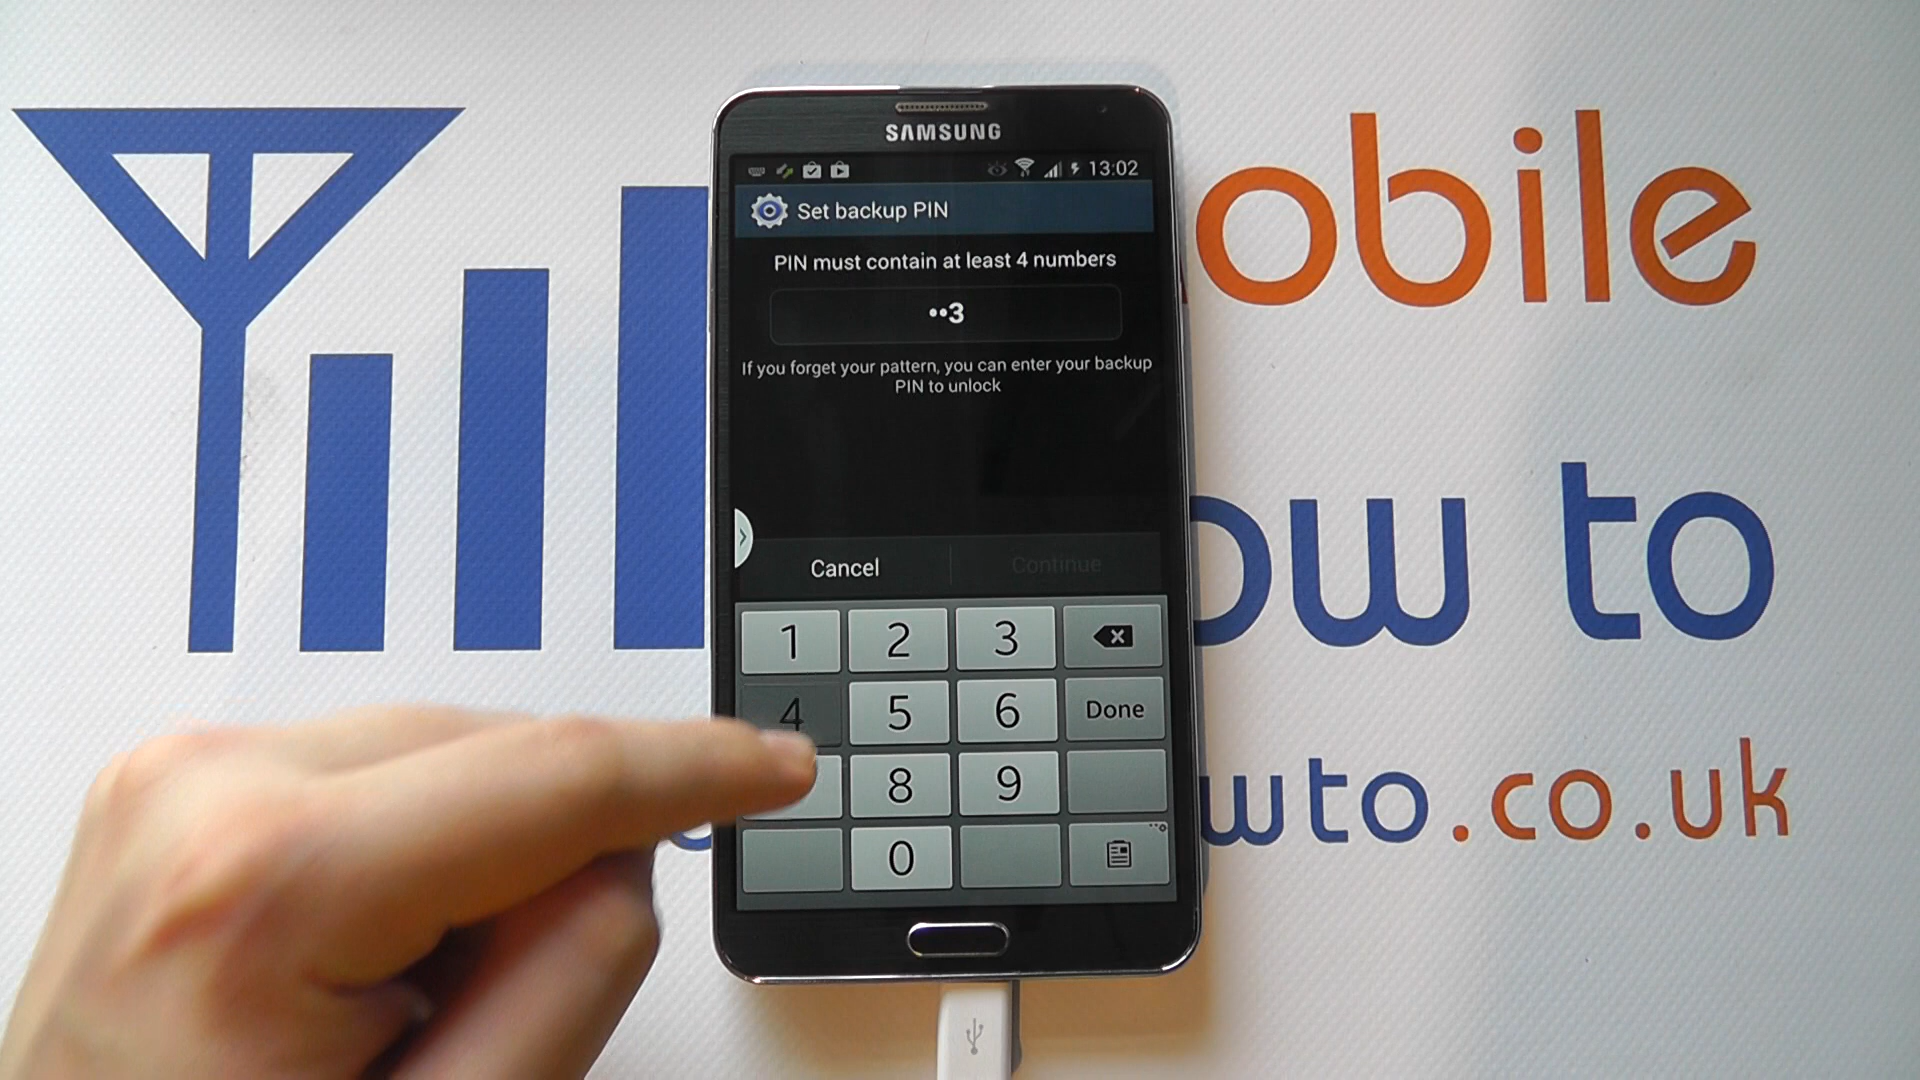 SAMSUNG
13:02
Set backup PIN
PIN must contain at least 4 numbers
••3
If you forget your pattern, you can enter your backup
PIN to unlock
Cancel Continue
1 2 3
4 5 6 Done
8 9
0
obile
ow to
wto.co.uk